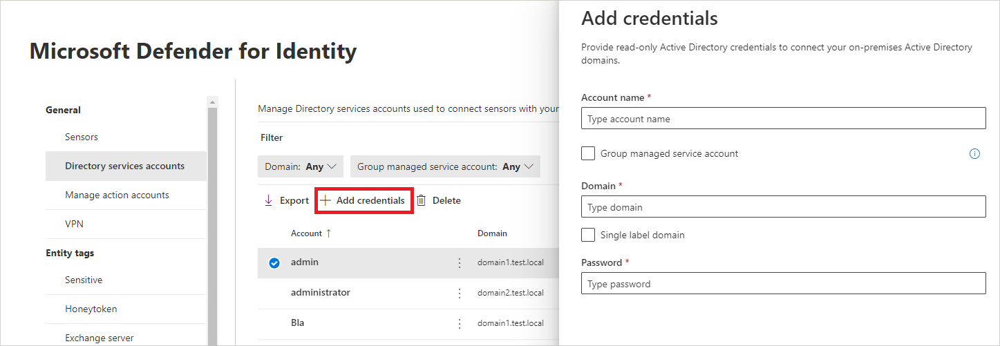 Microsoft Defender for Identity
General
Sensors
Directory services accounts
Manage action accounts
VPN
Entity tags
Sensitive
Honeytoken
Exchange server
Manage Directory services accounts used to connect sensors with your
Filter
Domain: Any
Group managed service account: Any
Export
Add credentials
Delete
Account ↑
Domain
admin
domain1.test.local
administrator
domain2.test.local
Bla
domain1.test.local
Add credentials
Provide read-only Active Directory credentials to connect your on-premises Active Directory
domains.
Account name *
Type account name
Group managed service account
Domain *
Type domain
Single label domain
Password *
Type password